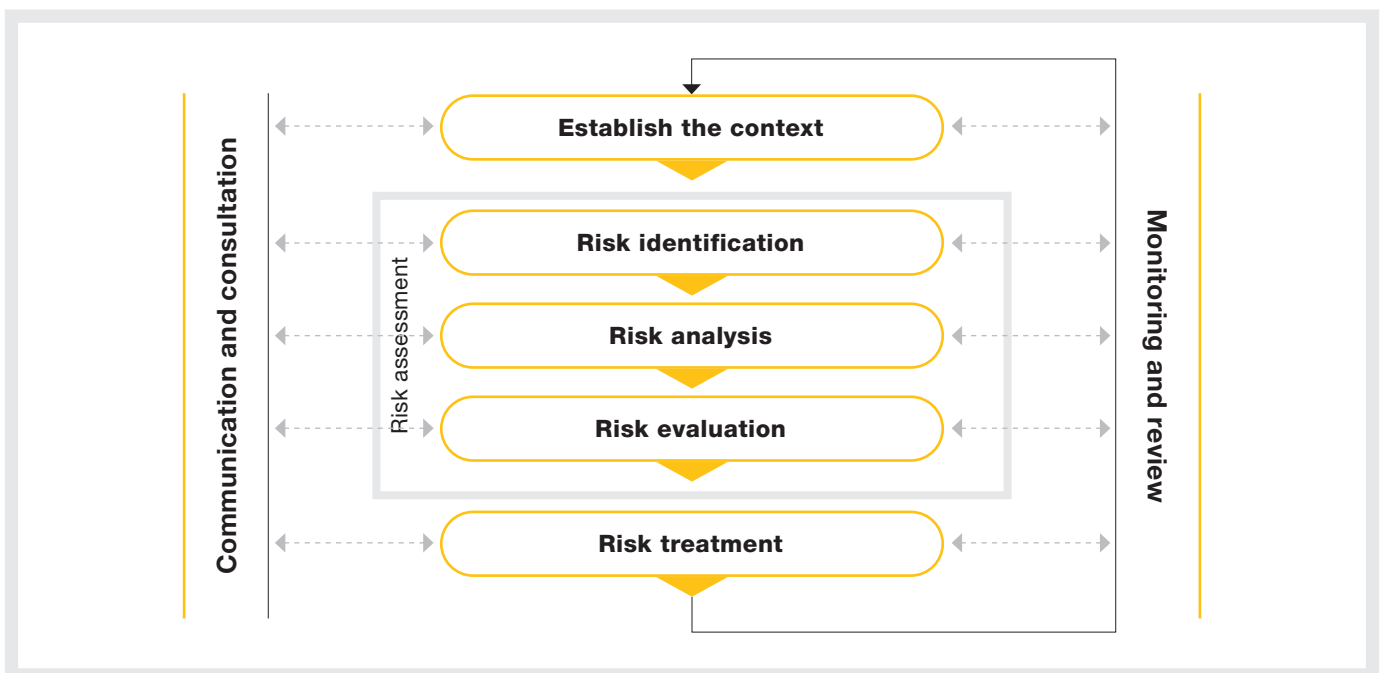 Establish the context
Communication and consultation
Risk assessment
Risk identification
Risk analysis
Risk evaluation
Risk treatment
Monitoring and review